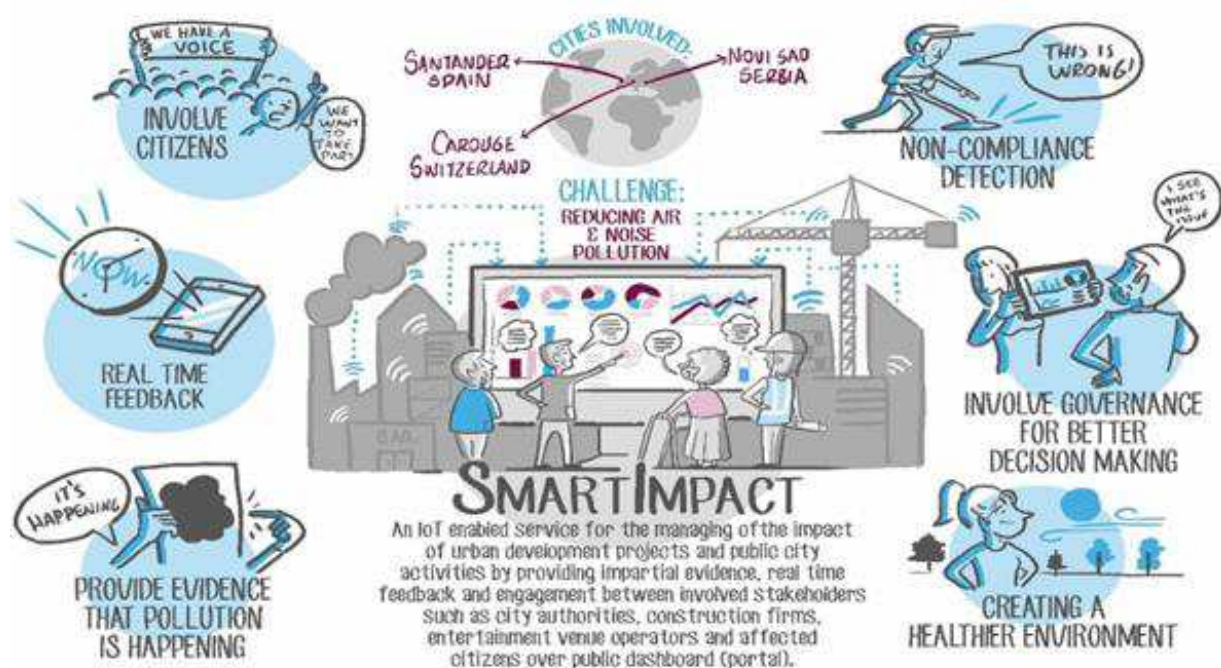 WE HAVE A
VOICE
WE
WANT
TO
TAKE
PART
INVOLVE
CITIZENS
CITIES INVOLVED:
SANTANDER
SPAIN
NOVI SAD
SERBIA
CAROUGE
SWITZERLAND
THIS IS
WRONG!
NON-COMPLIANCE
DETECTION
CHALLENGE:
REDUCING AIR
& NOISE
POLLUTION
NOW
REAL TIME
FEEDBACK
I SEE
WHAT'S
THE
ISSUE
INVOLVE GOVERNANCE
FOR BETTER
DECISION MAKING
BAR
IT'S
HAPPENING
PROVIDE EVIDENCE
THAT POLLUTION
IS HAPPENING
SMARTIMPACT
An IoT enabled service for the managing of the impact
of urban development projects and public city
activities by providing impartial evidence, real time
feedback and engagement between involved stakeholders
such as city authorities, construction firms,
entertainment venue operators and affected
citizens over public dashboard (portal).
CREATING A
HEALTHIER ENVIRONMENT